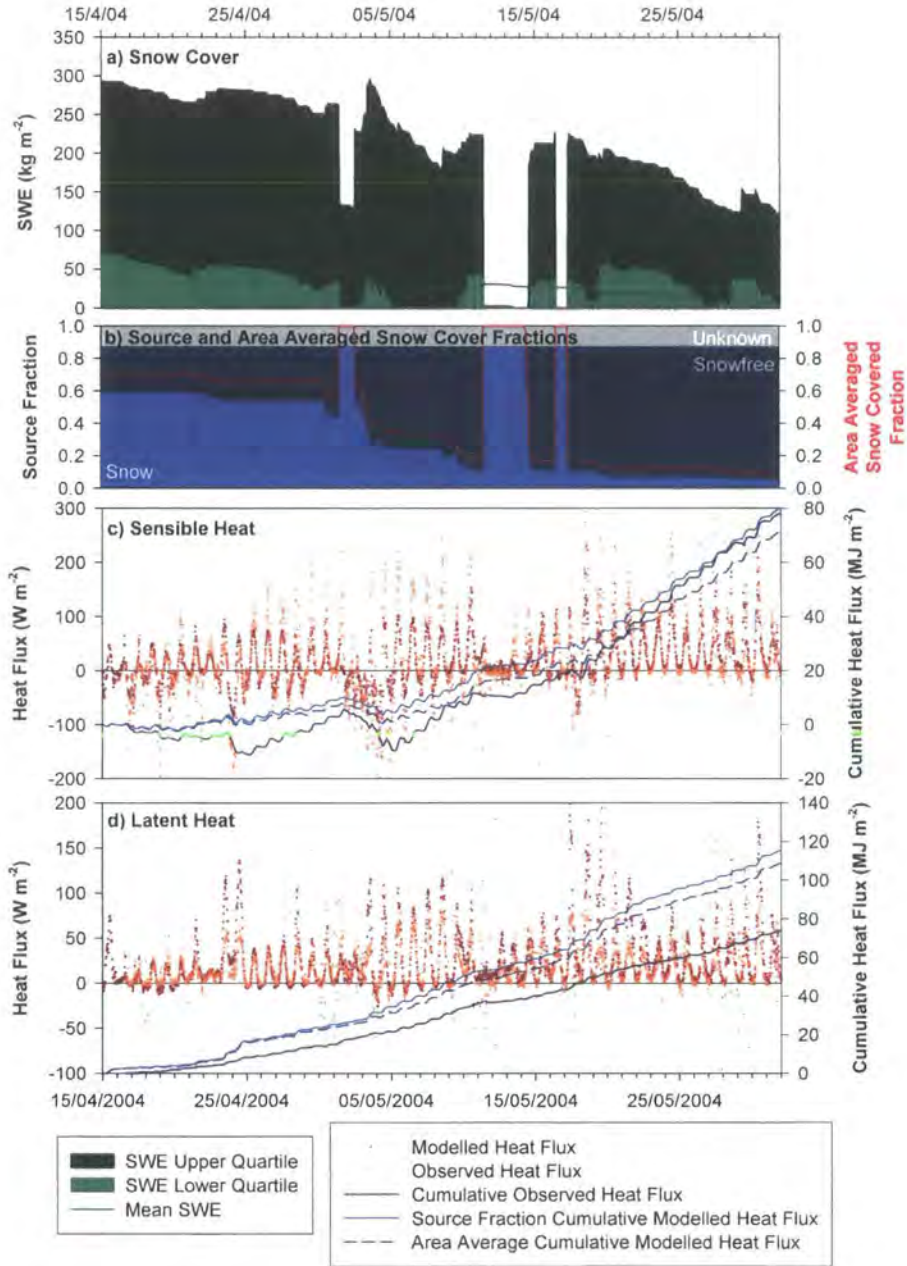 15/4/04 25/4/04 05/5/04 15/5/04 25/5/04
350
a) Snow Cover
300
250
200
150
100
50
0
SWE (kg m⁻²)
1.0 b) Source and Area Averaged Snow Cover Fractions Unknown 1.0
0.8 Snowfree 0.8
0.6 0.6
0.4 0.4
0.2 Snow 0.2
0.0 0.0
Source Fraction
Area Averaged
Snow Covered
Fraction
300 80
c) Sensible Heat
200 60
100 40
0 20
-100 0
-200 -20
Heat Flux (W m⁻²)
Cumulative Heat Flux (MJ m⁻²)
200 140
d) Latent Heat
150 120
100 100
80
50 60
0
40
-50 20
-100 0
Heat Flux (W m⁻²)
Cumulative Heat Flux (MJ m⁻²)
15/04/2004 25/04/2004 05/05/2004 15/05/2004 25/05/2004
SWE Upper Quartile
SWE Lower Quartile
Mean SWE
Modelled Heat Flux
Observed Heat Flux
Cumulative Observed Heat Flux
Source Fraction Cumulative Modelled Heat Flux
Area Average Cumulative Modelled Heat Flux